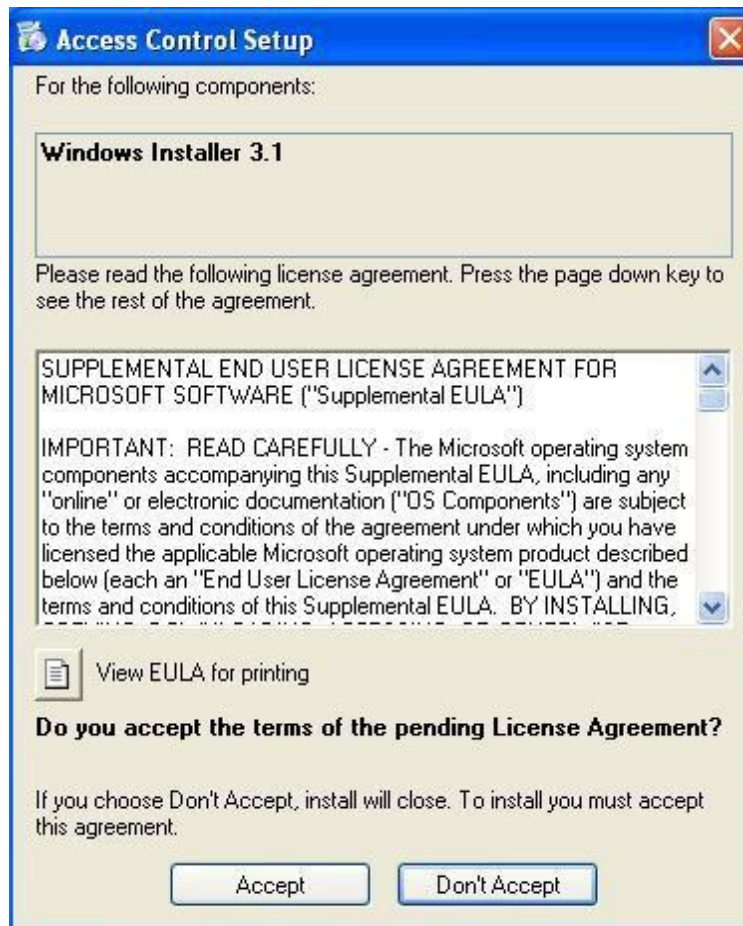 Access Control Setup
For the following components:
Windows Installer 3.1
Please read the following license agreement. Press the page down key to
see the rest of the agreement.
SUPPLEMENTAL END USER LICENSE AGREEMENT FOR
MICROSOFT SOFTWARE ("Supplemental EULA")
IMPORTANT: READ CAREFULLY - The Microsoft operating system
components accompanying this Supplemental EULA, including any
"online" or electronic documentation ("OS Components") are subject
to the terms and conditions of the agreement under which you have
licensed the applicable Microsoft operating system product described
below (each an "End User License Agreement" or "EULA") and the
terms and conditions of this Supplemental EULA. BY INSTALLING,
View EULA for printing
Do you accept the terms of the pending License Agreement?
If you choose Don't Accept, install will close. To install you must accept
this agreement.
Accept
Don't Accept